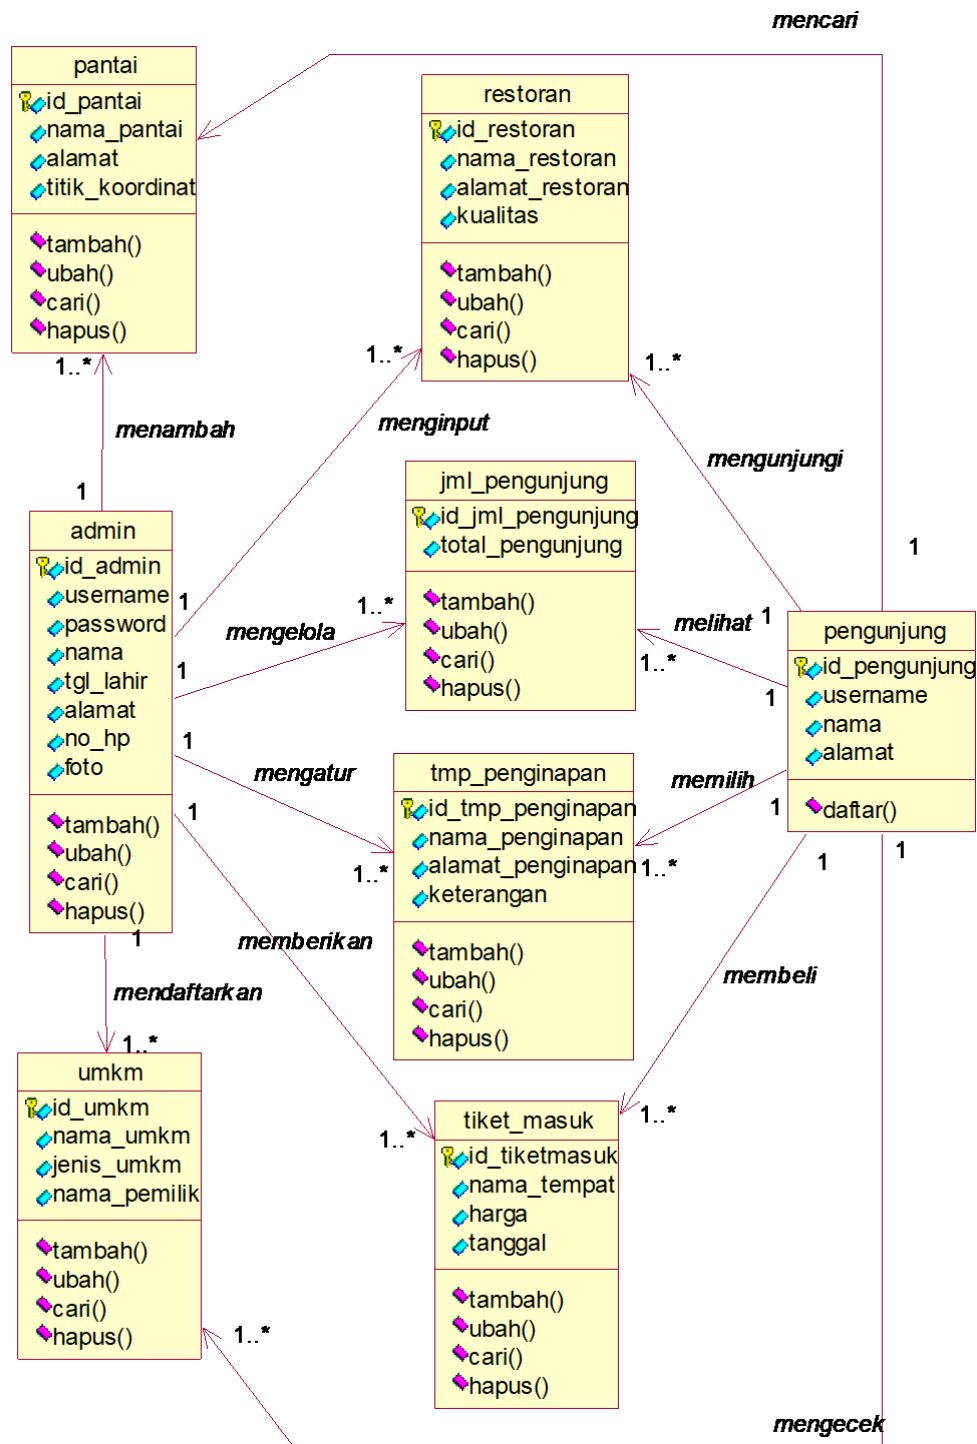 mencari
pantai
id_pantai
nama_pantai
alamat
titik_koordinat
tambah()
ubah()
cari()
hapus()
1..*
restoran
id_restoran
nama_restoran
alamat_restoran
kualitas
tambah()
ubah()
cari()
hapus()
1..*
1..*
menambah
menginput
mengunjungi
1
1
admin
id_admin
username
password
nama
tgl_lahir
alamat
no_hp
foto
tambah()
ubah()
cari()
hapus()
1
1
1
1
1
jml_pengunjung
id_jml_pengunjung
total_pengunjung
tambah()
ubah()
cari()
hapus()
mengelola
1..*
melihat
1
1..*
1
pengunjung
id_pengunjung
username
nama
alamat
daftar()
1
1
1
mengatur
1..*
tmp_penginapan
id_tmp_penginapan
nama_penginapan
alamat_penginapan
keterangan
tambah()
ubah()
cari()
hapus()
memilih
1..*
memberikan
membeli
mendaftarkan
1..*
umkm
id_umkm
nama_umkm
jenis_umkm
nama_pemilik
tambah()
ubah()
cari()
hapus()
1..*
1..*
tiket_masuk
id_tiketmasuk
nama_tempat
harga
tanggal
tambah()
ubah()
cari()
hapus()
1..*
mengecek